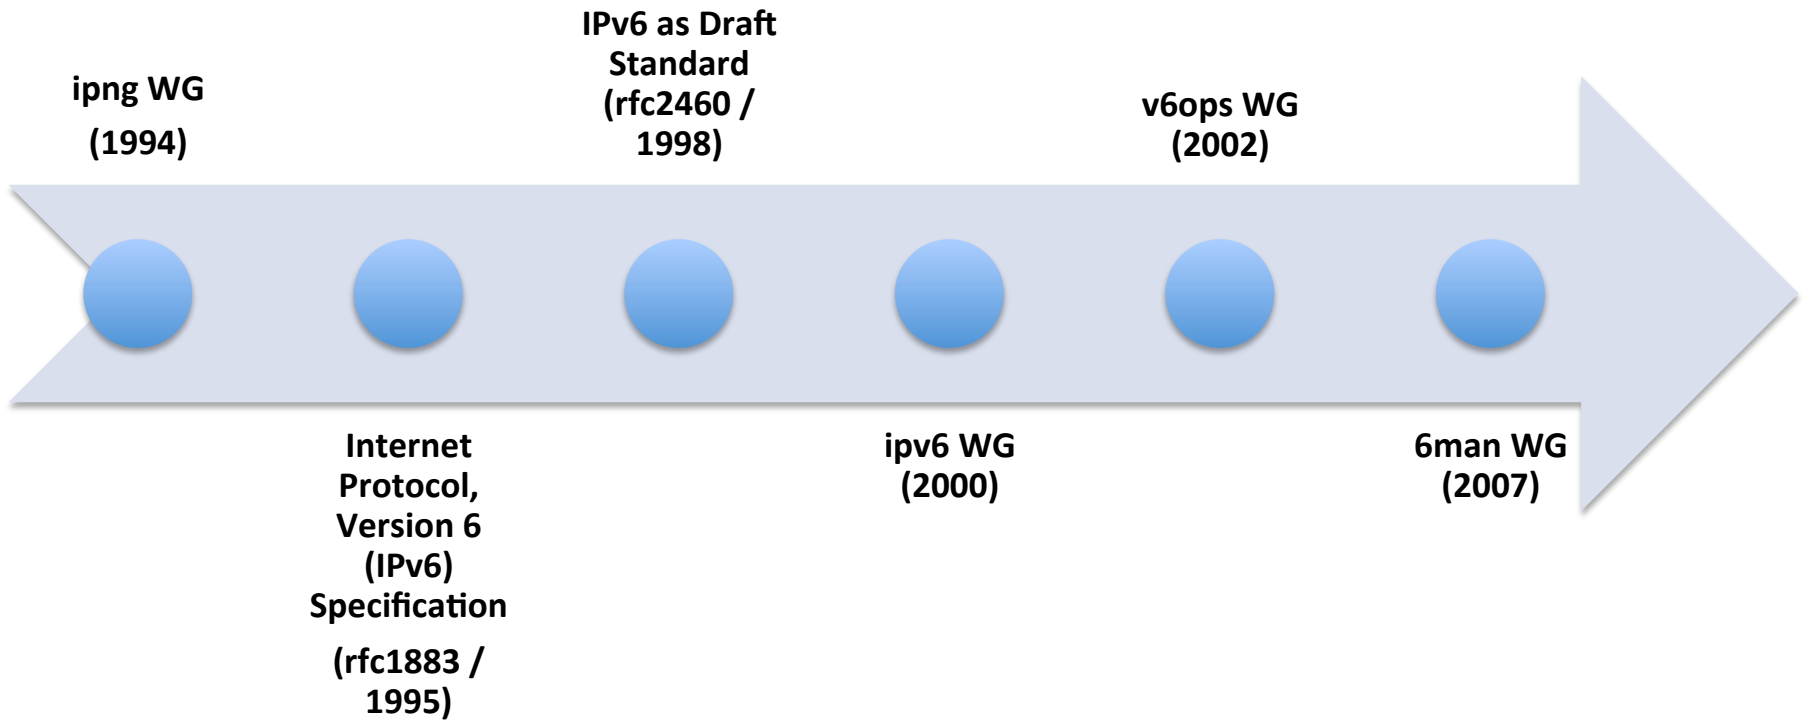 ipng WG
(1994)
Internet
Protocol,
Version 6
(IPv6)
Specification
(rfc1883 /
1995)
IPv6 as Draft
Standard
(rfc2460 /
1998)
ipv6 WG
(2000)
v6ops WG
(2002)
6man WG
(2007)